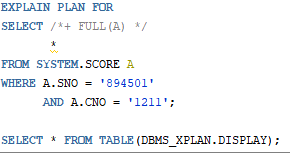 EXPLAIN PLAN FOR
SELECT /*+ FULL(A) */
*
FROM SYSTEM.SCORE A
WHERE A.SNO = '894501'
AND A.CNO = '1211';
SELECT * FROM TABLE(DBMS_XPLAN.DISPLAY);